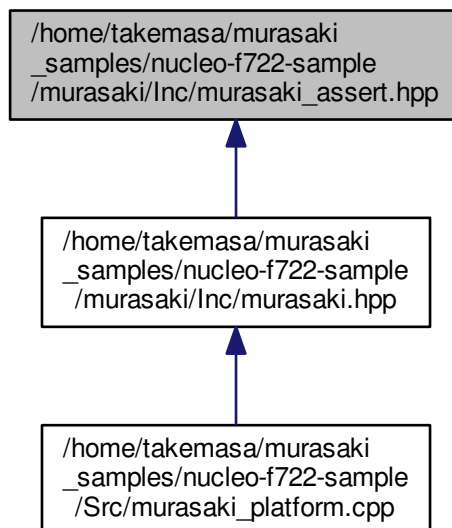 /home/takemasa/murasaki
_samples/nucleo-f722-sample
/murasaki/Inc/murasaki_assert.hpp
/home/takemasa/murasaki
_samples/nucleo-f722-sample
/murasaki/Inc/murasaki.hpp
/home/takemasa/murasaki
_samples/nucleo-f722-sample
/Src/murasaki_platform.cpp